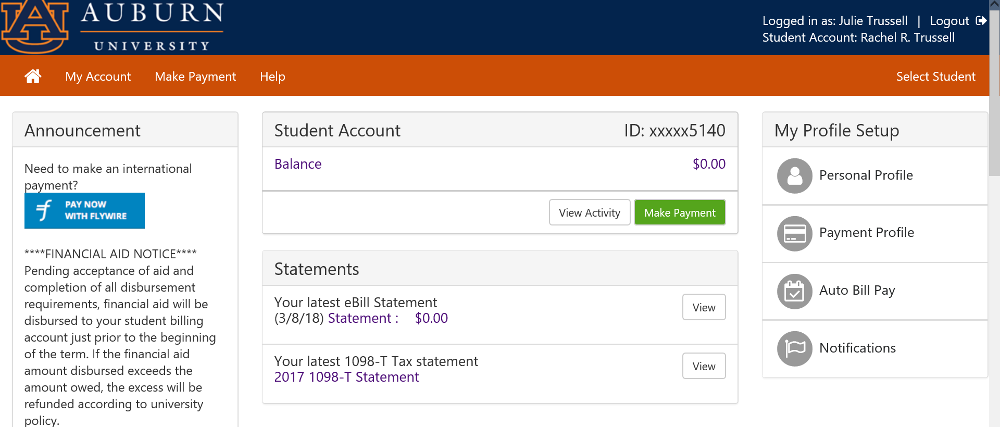 AUBURN
UNIVERSITY
Logged in as: Julie Trussell | Logout
Student Account: Rachel R. Trussell
My Account
Make Payment
Help
Select Student
Announcement
Need to make an international
payment?
PAY NOW
WITH FLYWIRE
****FINANCIAL AID NOTICE****
Pending acceptance of aid and
completion of all disbursement
requirements, financial aid will be
disbursed to your student billing
account just prior to the beginning
of the term. If the financial aid
amount disbursed exceeds the
amount owed, the excess will be
refunded according to university
policy.
Student Account ID: xxxxx5140
Balance $0.00
View Activity
Make Payment
Statements
Your latest eBill Statement
(3/8/18) Statement : $0.00
View
Your latest 1098-T Tax statement
2017 1098-T Statement
View
My Profile Setup
Personal Profile
Payment Profile
Auto Bill Pay
Notifications